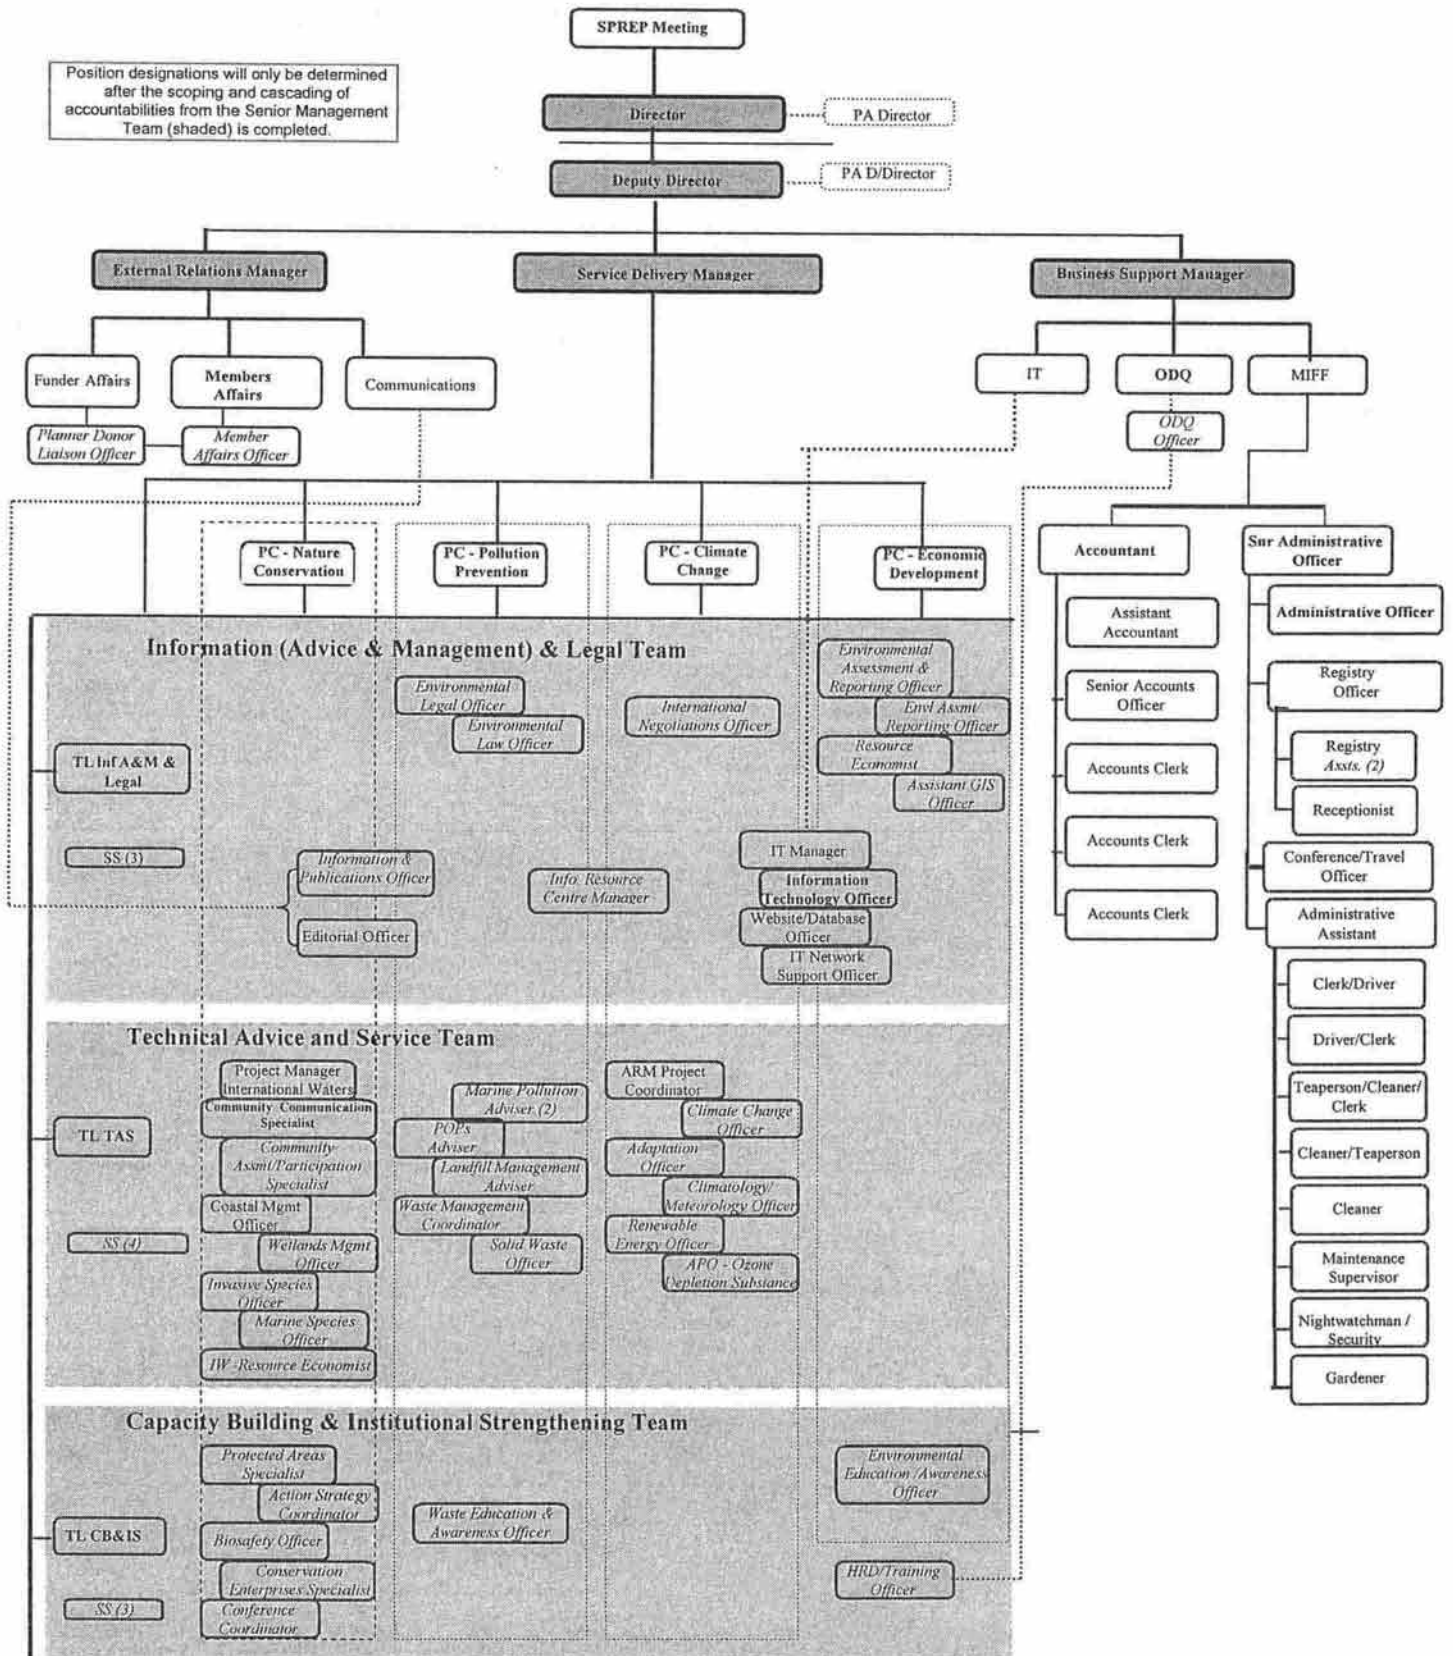 SPREP Meeting
Position designations will only be determined
after the scoping and cascading of
accountabilities from the Senior Management
Team (shaded) is completed.
Director
PA Director
Deputy Director
PA D/Director
External Relations Manager
Service Delivery Manager
Business Support Manager
Funder Affairs
Members
Affairs
Communications
IT
ODQ
MIFF
Planner Donor
Liaison Officer
Member
Affairs Officer
ODQ
Officer
PC - Nature
Conservation
PC - Pollution
Prevention
PC - Climate
Change
PC - Economic
Development
Accountant
Snr Administrative
Officer
Assistant
Accountant
Senior Accounts
Officer
Accounts Clerk
Accounts Clerk
Accounts Clerk
Administrative Officer
Registry
Officer
Registry
Assts. (2)
Receptionist
Conference/Travel
Officer
Administrative
Assistant
Clerk/Driver
Driver/Clerk
Teaperson/Cleaner/
Clerk
Cleaner/Teaperson
Cleaner
Maintenance
Supervisor
Nightwatchman /
Security
Gardener
Information (Advice & Management) & Legal Team
TL Inf A&M &
Legal
SS (3)
Environmental
Legal Officer
Environmental
Law Officer
International
Negotiations Officer
Environmental
Assessment &
Reporting Officer
Envl Assmt/
Reporting Officer
Resource
Economist
Assistant GIS
Officer
Information &
Publications Officer
Editorial Officer
Info. Resource
Centre Manager
IT Manager
Information
Technology Officer
Website/Database
Officer
IT Network
Support Officer
Technical Advice and Service Team
TL TAS
SS (4)
Project Manager
International Waters
Community Communication
Specialist
Community
Assmt/Participation
Specialist
Coastal Mgmt
Officer
Wetlands Mgmt
Officer
Invasive Species
Officer
Marine Species
Officer
IW -Resource Economist
Marine Pollution
Adviser (2)
POPs
Adviser
Landfill Management
Adviser
Waste Management
Coordinator
Solid Waste
Officer
ARM Project
Coordinator
Climate Change
Officer
Adaptation
Officer
Climatology/
Meteorology Officer
Renewable
Energy Officer
APO - Ozone
Depletion Substance
Capacity Building & Institutional Strengthening Team
TL CB&IS
SS (3)
Protected Areas
Specialist
Action Strategy
Coordinator
Biosafety Officer
Conservation
Enterprises Specialist
Conference
Coordinator
Waste Education &
Awareness Officer
Environmental
Education /Awareness
Officer
HRD/Training
Officer